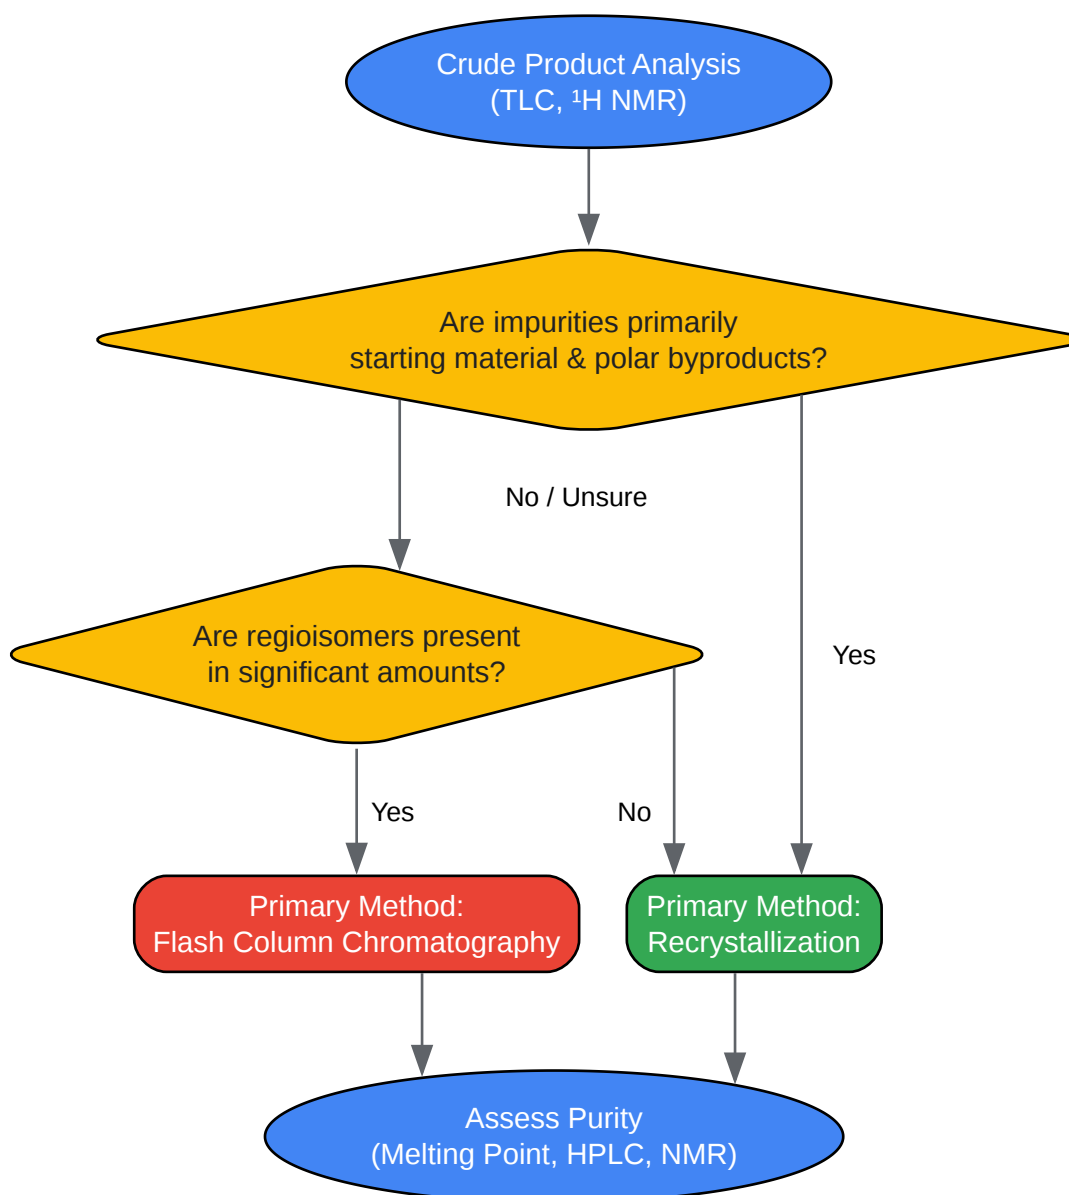 Crude Product Analysis
(TLC, ¹H NMR)
Are impurities primarily
starting material & polar byproducts?
No / Unsure
Are regioisomers present
in significant amounts?
Yes
Yes
No
Primary Method:
Flash Column Chromatography
Primary Method:
Recrystallization
Assess Purity
(Melting Point, HPLC, NMR)